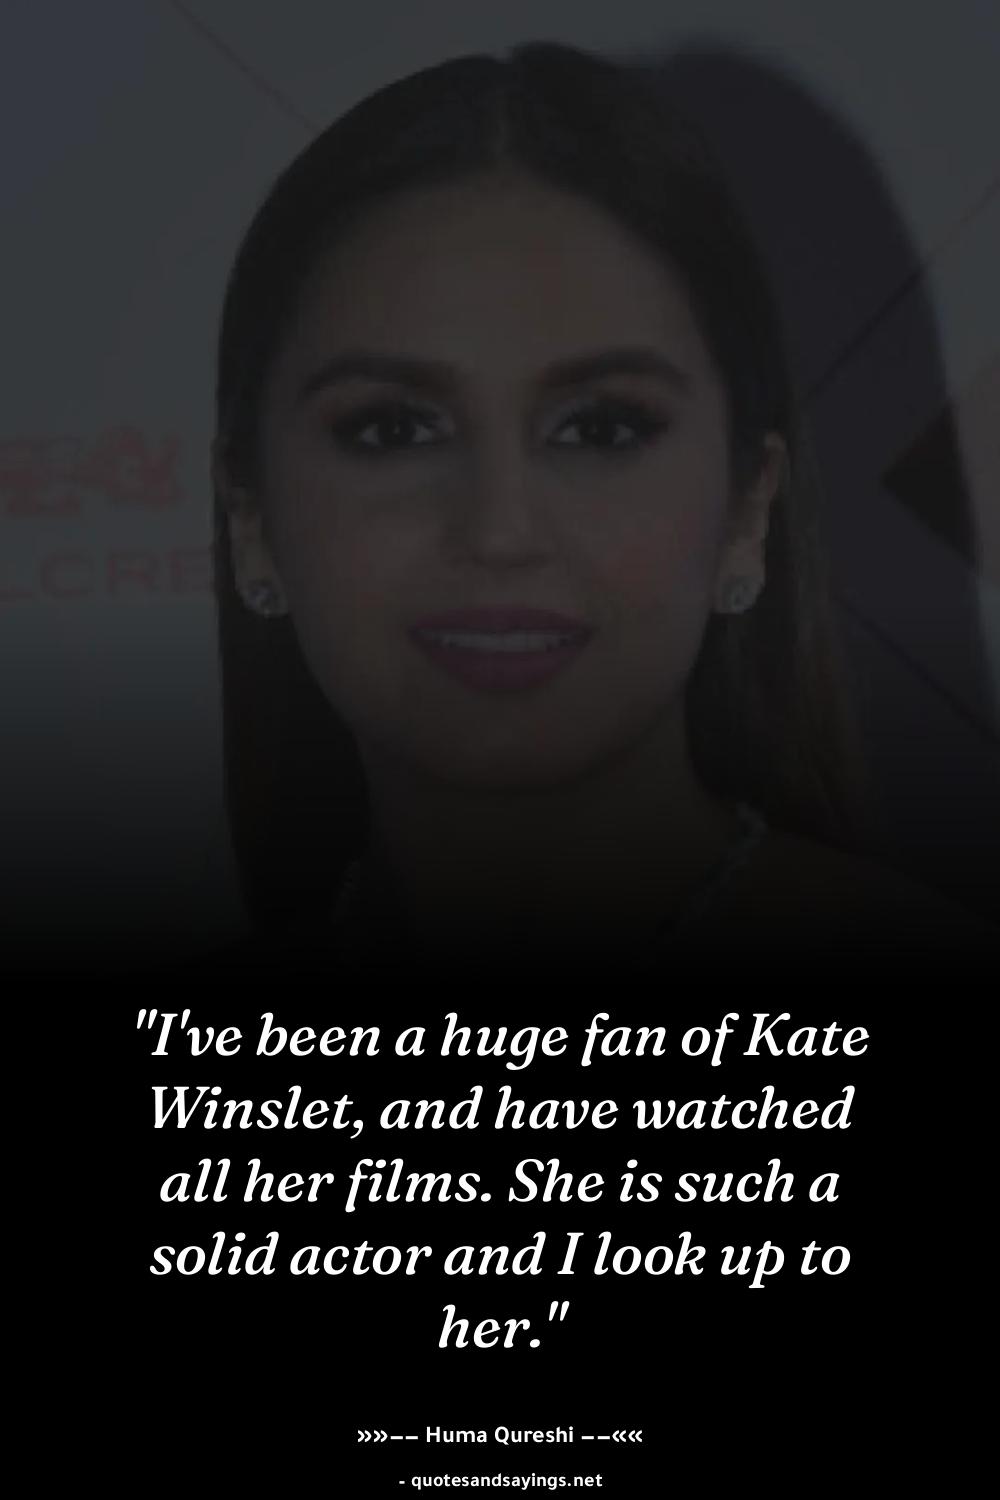 LCRE
"I've been a huge fan of Kate
Winslet, and have watched
all her films. She is such a
solid actor and I look up to
her."
»»−− Huma Qureshi −−««
- quotesandsayings.net